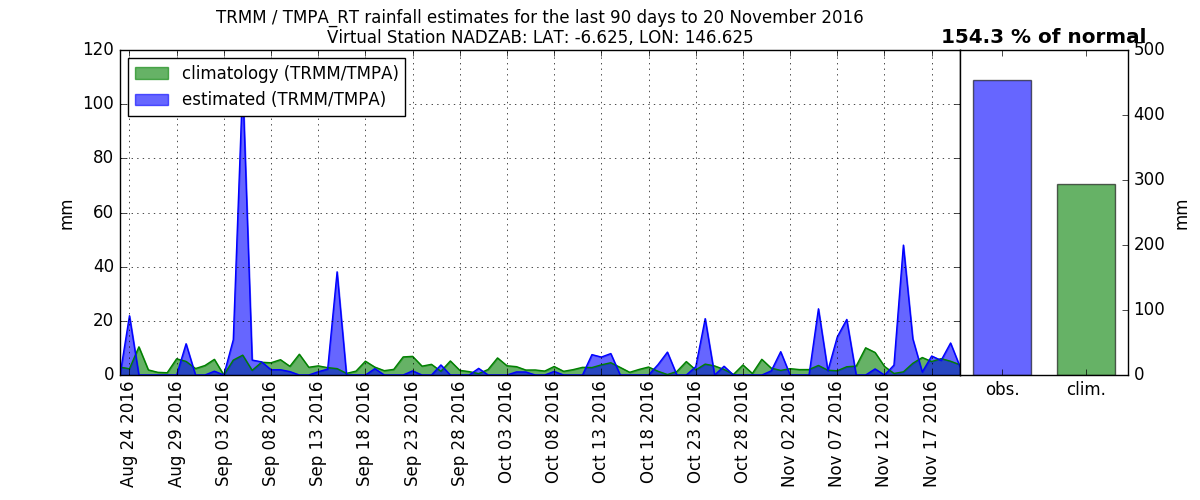 TRMM / TMPA_RT rainfall estimates for the last 90 days to 20 November 2016
Virtual Station NADZAB: LAT: -6.625, LON: 146.625
154.3 % of normal
climatology (TRMM/TMPA)
estimated (TRMM/TMPA)
120
100
80
60
40
20
0
mm
Aug 24 2016
Aug 29 2016
Sep 03 2016
Sep 08 2016
Sep 13 2016
Sep 18 2016
Sep 23 2016
Sep 28 2016
Oct 03 2016
Oct 08 2016
Oct 13 2016
Oct 18 2016
Oct 23 2016
Oct 28 2016
Nov 02 2016
Nov 07 2016
Nov 12 2016
Nov 17 2016
obs.
clim.
500
400
300
200
100
0
mm